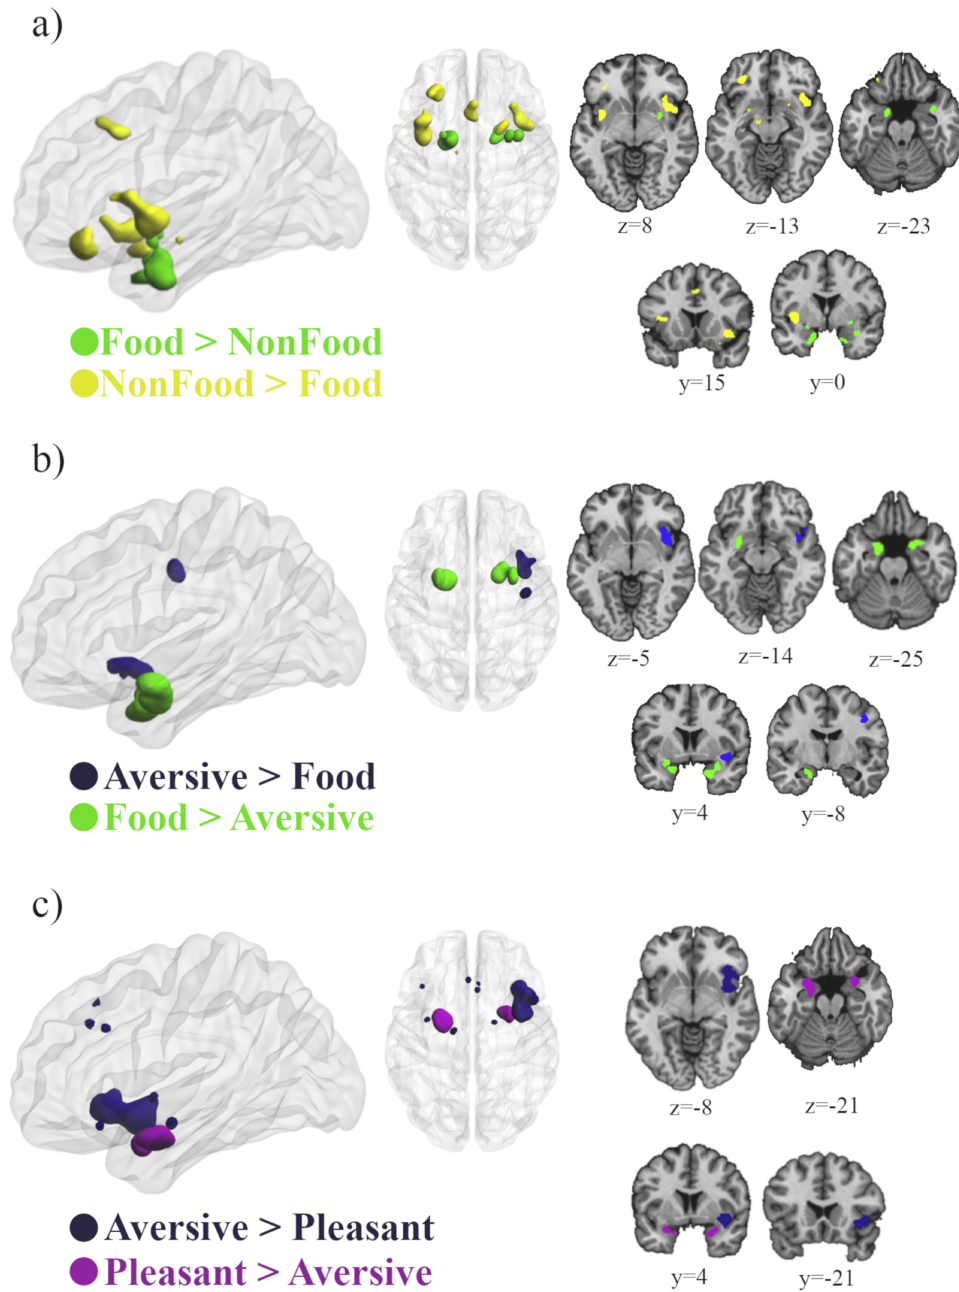 a)
z=8
z=-13
z=-23
y=15
y=0
Food > NonFood
NonFood > Food
b)
z=-5
z=-14
z=-25
y=4
y=-8
Aversive > Food
Food > Aversive
c)
z=-8
z=-21
y=4
y=-21
Aversive > Pleasant
Pleasant > Aversive